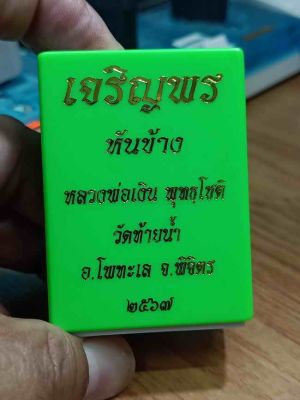 เจริญพร
หันข้าง
หลวงพ่อเงิน พุทธฺโชติ
วัดท้ายน้ำ
อ.โพทะเล จ.พิจิตร
๒๕๖๗